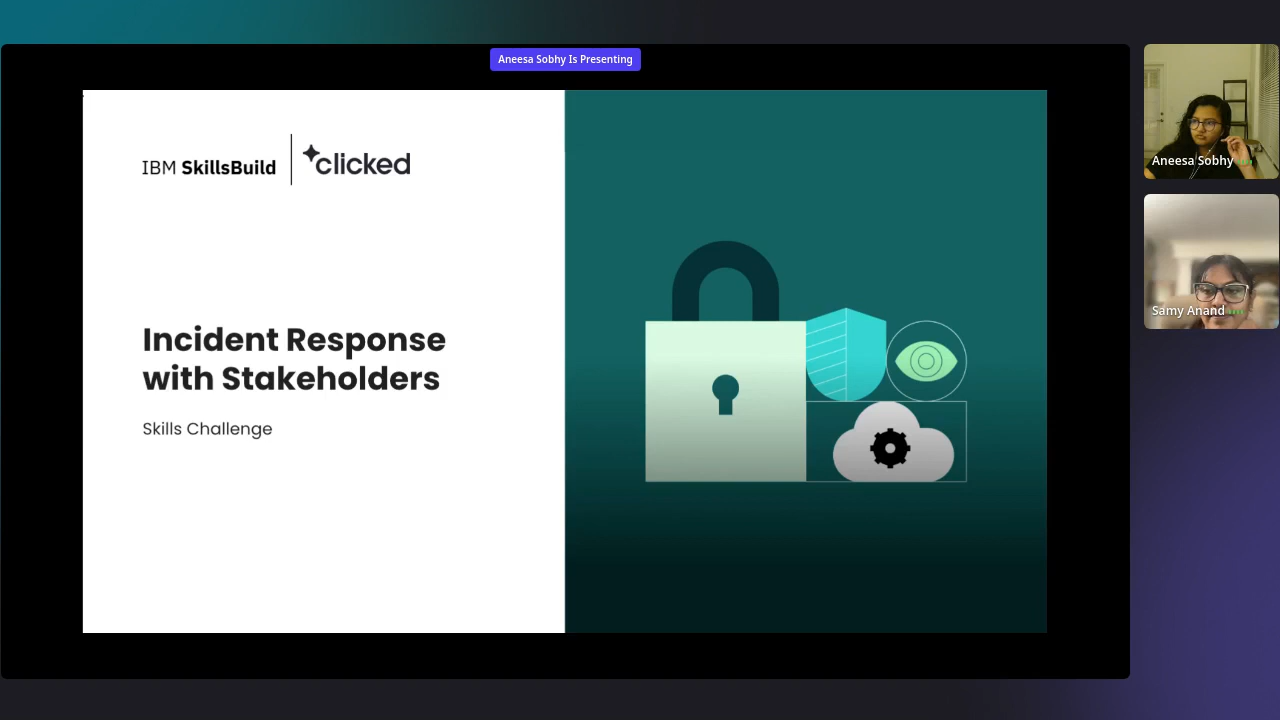 Aneesa Sobhy Is Presenting
IBM SkillsBuild
clicked
Incident Response
with Stakeholders
Skills Challenge
Aneesa Sobhy
Samy Anand